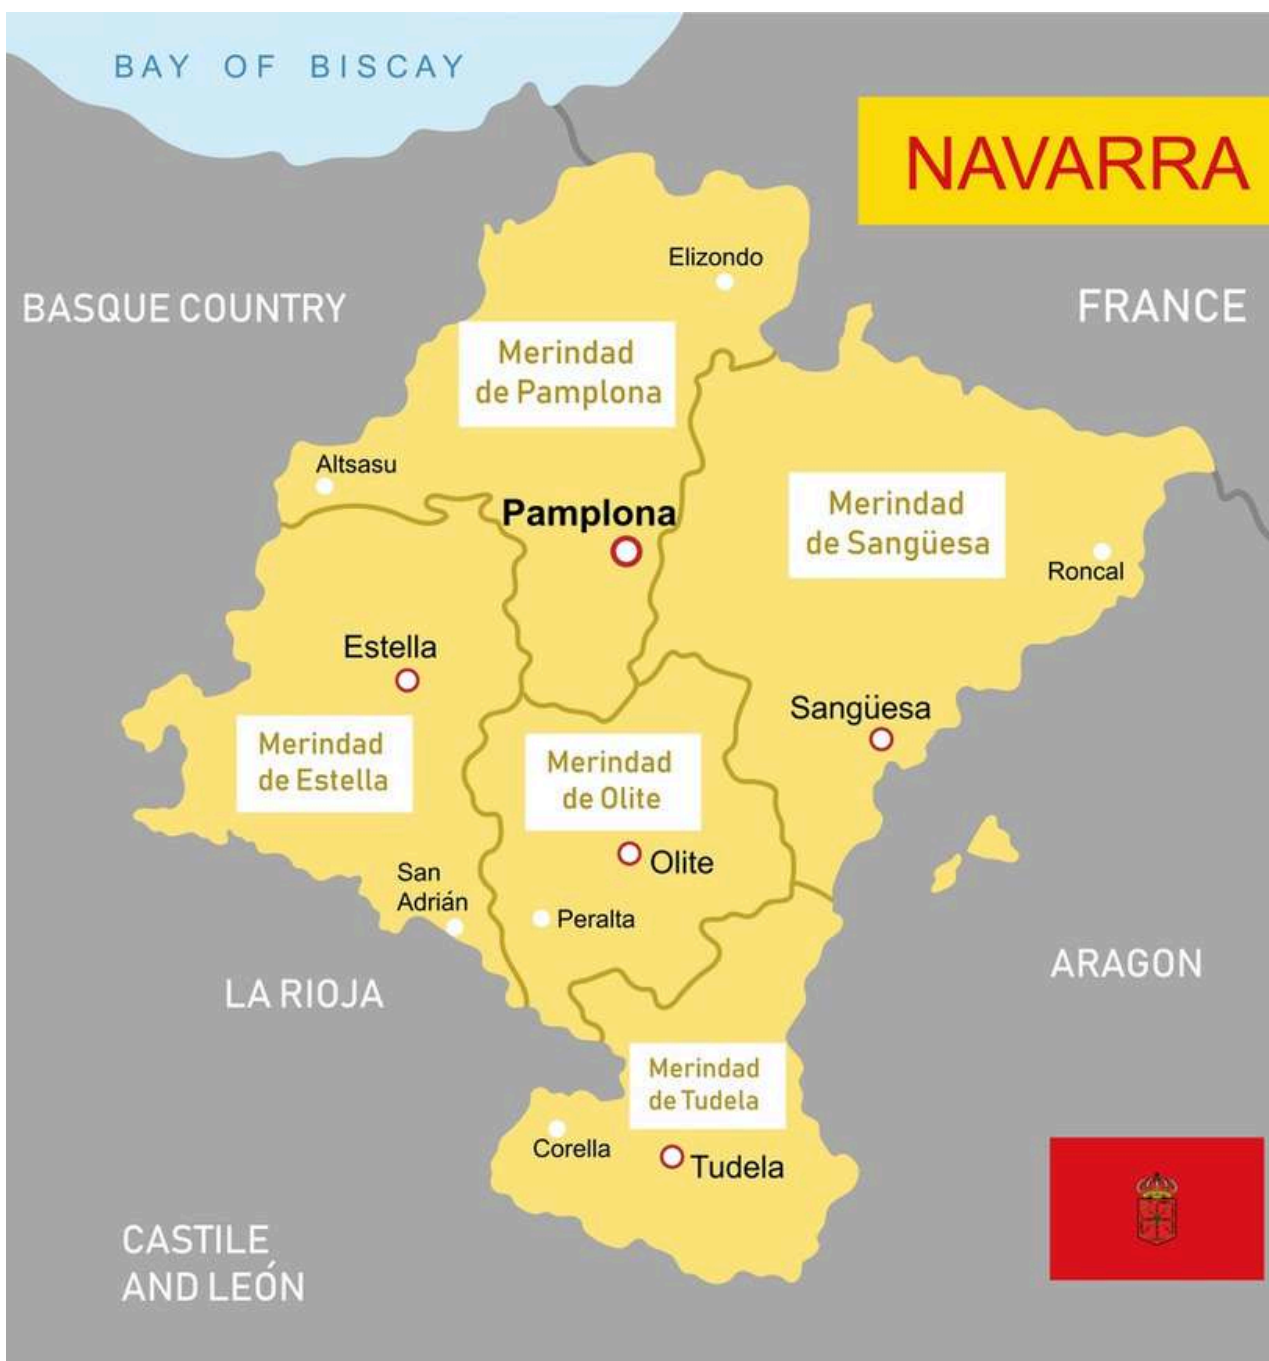 BAY OF BISCAY
NAVARRA
Elizondo
BASQUE COUNTRY
FRANCE
Merindad
de Pamplona
Altsasu
Pamplona
Merindad
de Sangüesa
Roncal
Estella
Sangüesa
Merindad
de Estella
Merindad
de Olite
Olite
San
Adrián
Peralta
LA RIOJA
ARAGON
Merindad
de Tudela
Corella
Tudela
CASTILE
AND LEÓN